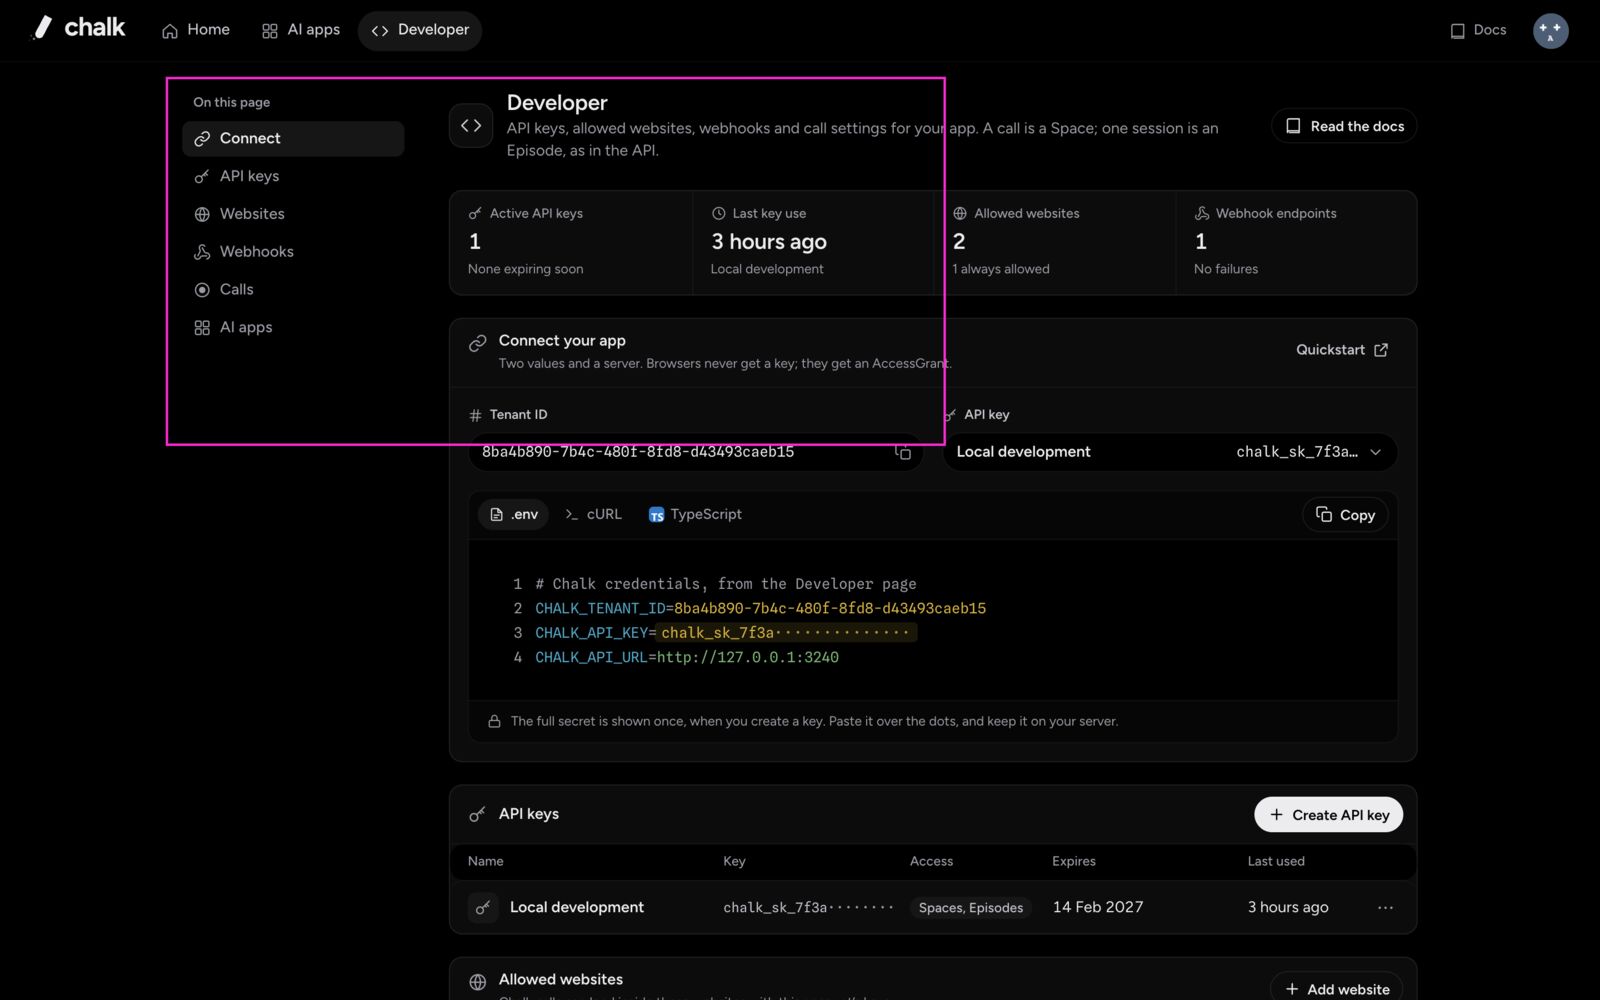 chalk
Home
AI apps
Developer
Docs
On this page
Connect
API keys
Websites
Webhooks
Calls
AI apps
Developer
API keys, allowed websites, webhooks and call settings for your app. A call is a Space; one session is an
Episode, as in the API.
Read the docs
Active API keys
1
None expiring soon
Last key use
3 hours ago
Local development
Allowed websites
2
1 always allowed
Webhook endpoints
1
No failures
Connect your app
Two values and a server. Browsers never get a key; they get an AccessGrant.
Quickstart
# Tenant ID
8ba4b890-7b4c-480f-8fd8-d43493caeb15
API key
Local development chalk_sk_7f3a…
.env
cURL
TS TypeScript
Copy
1 # Chalk credentials, from the Developer page
2 CHALK_TENANT_ID=8ba4b890-7b4c-480f-8fd8-d43493caeb15
3 CHALK_API_KEY=chalk_sk_7f3a··············
4 CHALK_API_URL=http://127.0.0.1:3240
The full secret is shown once, when you create a key. Paste it over the dots, and keep it on your server.
API keys
+ Create API key
Name Key Access Expires Last used
Local development chalk_sk_7f3a········ Spaces, Episodes 14 Feb 2027 3 hours ago ···
Allowed websites
+ Add website